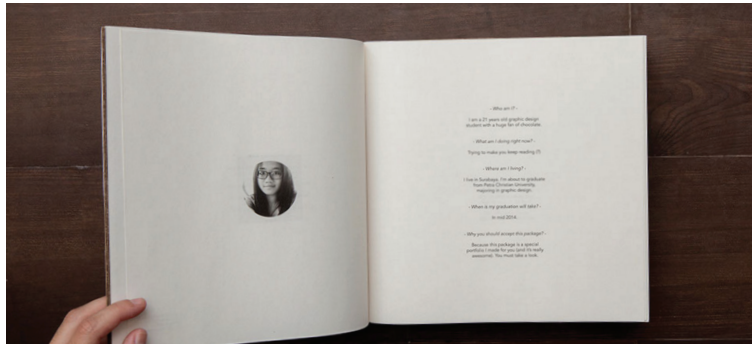 - Who am I? -
I am a 21 years old graphic design
student with a huge fan of chocolate.
- What am I doing right now? -
Trying to make you keep reading
- Where am I living? -
I live in Surabaya, I'm about to graduate
from Petra Christian University,
majoring in graphic design.
- When is my graduation will take? -
In mid 2014.
- Why you should accept this package? -
Because this package is a special
portfolio I made for you (and it's really
awesome). You must take a look.